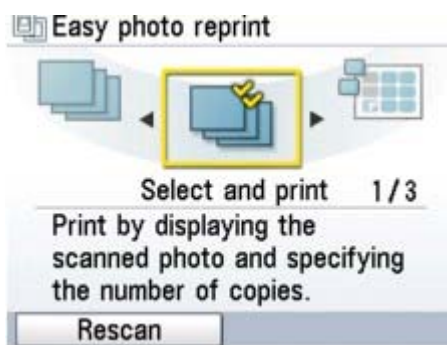 Easy photo reprint
Select and print 1/3
Print by displaying the
scanned photo and specifying
the number of copies.
Rescan